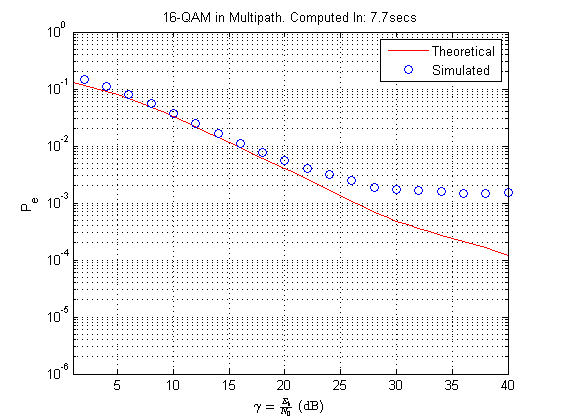 16-QAM in Multipath. Computed In: 7.7secs
Theoretical
Simulated
10^0
10^-1
10^-2
10^-3
10^-4
10^-5
10^-6
P_e
5 10 15 20 25 30 35 40
γ = E_b/N_0 (dB)